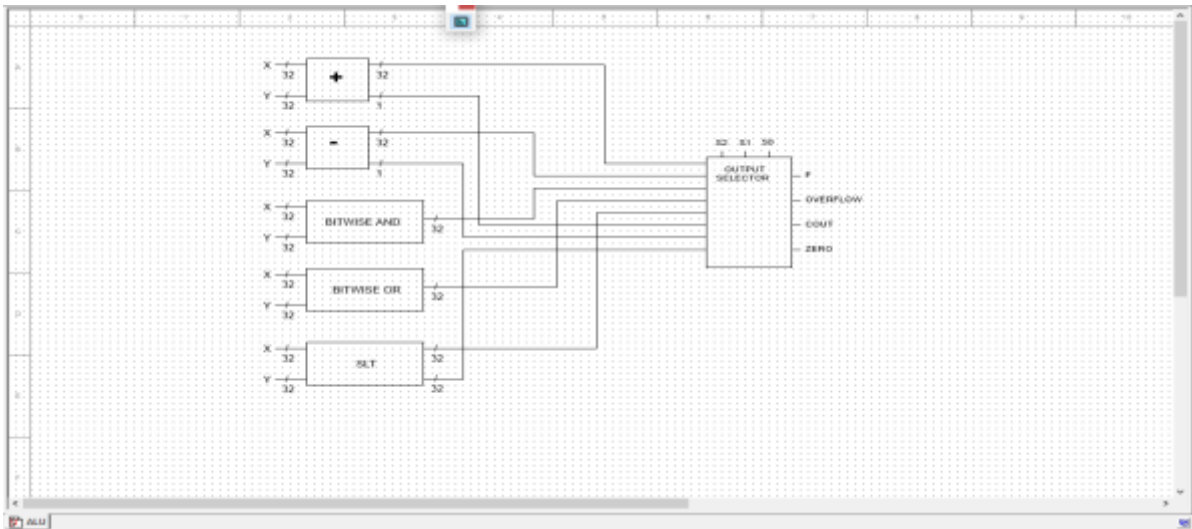 X 32 32
+
Y 32 1
X 32 32
-
Y 32 1
S2 S1 S0
OUTPUT
SELECTOR
F
OVERFLOW
COUT
ZERO
X 32
BITWISE AND
32
Y 32
X 32
BITWISE OR
32
Y 32
X 32 32
SLT
Y 32 32
ALU